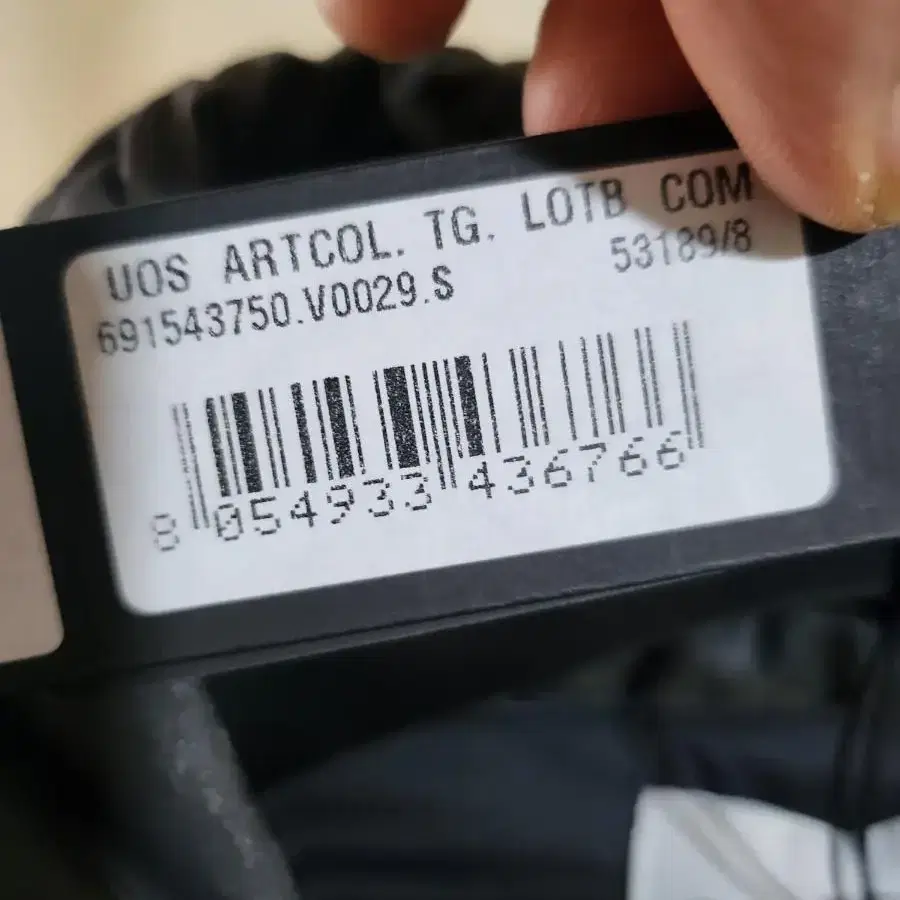 UOS ARTCOL. TG. LOTB COM
691543750.V0029.S 53189/8
8 054933 436766